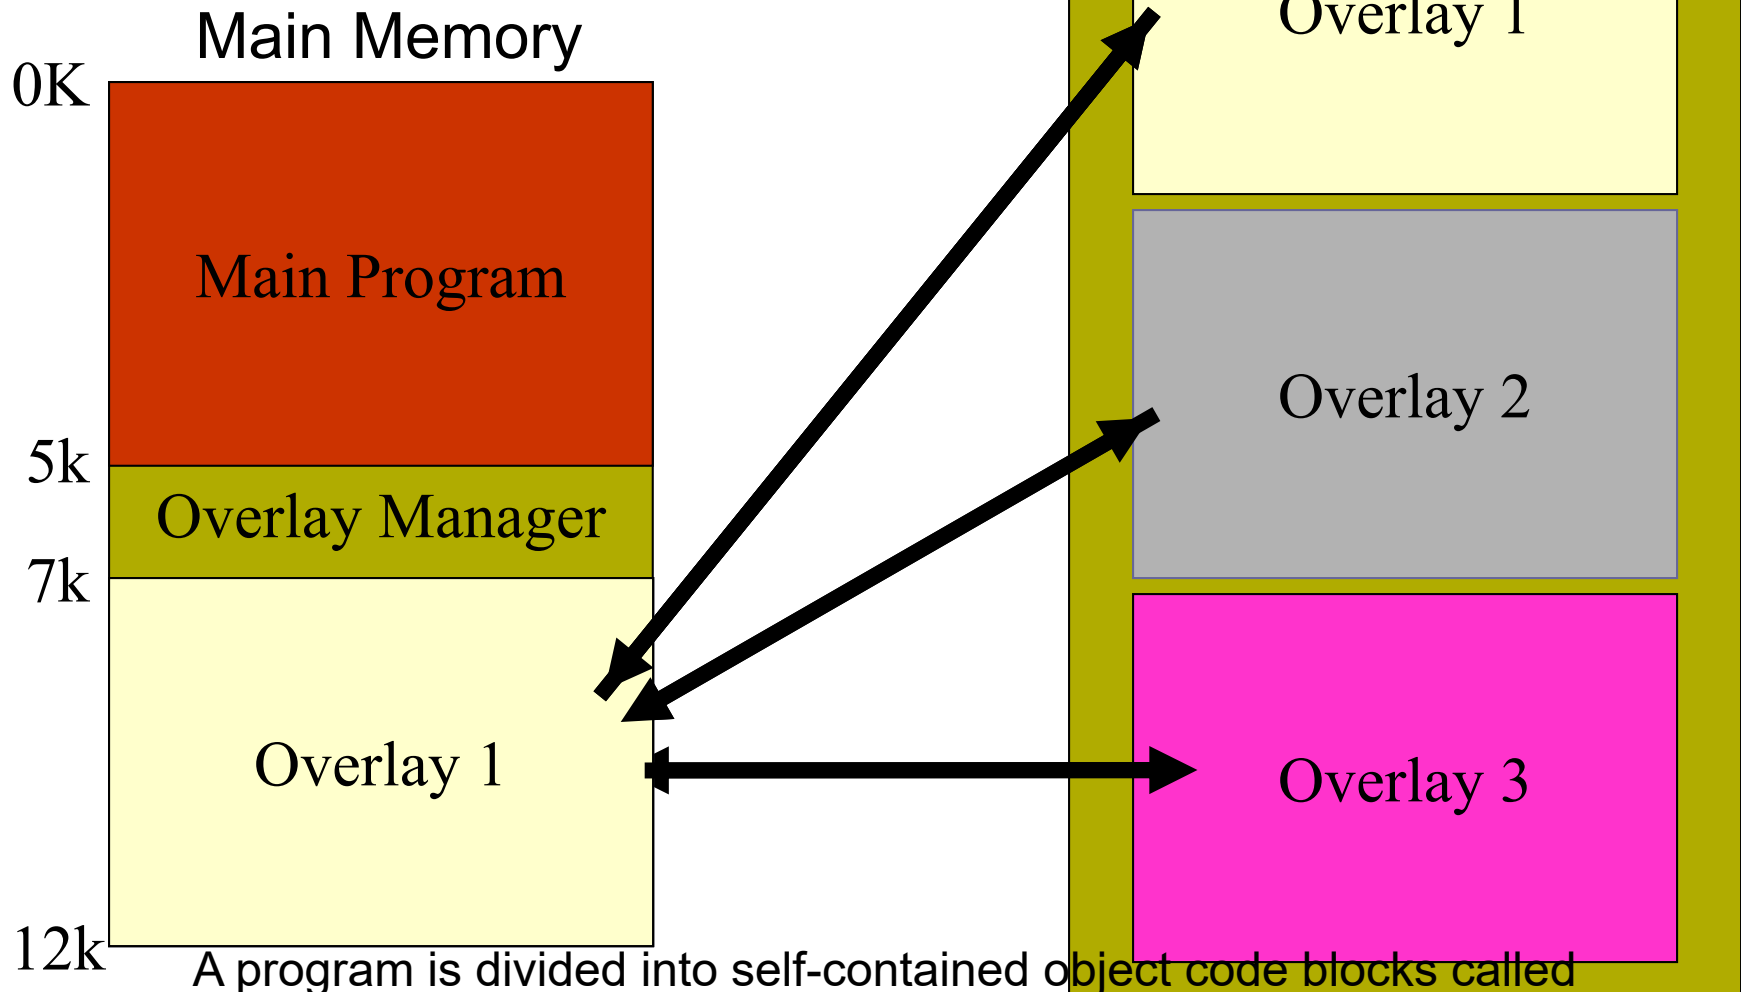 Main Memory
0K
Main Program
5k
Overlay Manager
7k
Overlay 1
12k
Overlay 1
Overlay 2
Overlay 3
A program is divided into self-contained object code blocks called